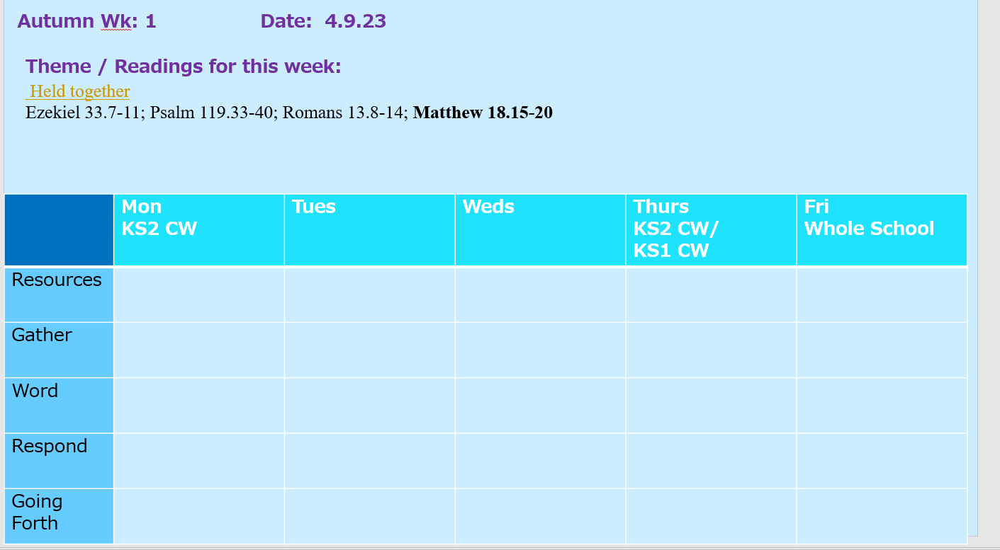 Autumn Wk: 1 Date: 4.9.23
Theme / Readings for this week:
Held together
Ezekiel 33.7-11; Psalm 119.33-40; Romans 13.8-14; Matthew 18.15-20
Mon
KS2 CW
Tues
Weds
Thurs
KS2 CW/
KS1 CW
Fri
Whole School
Resources
Gather
Word
Respond
Going
Forth